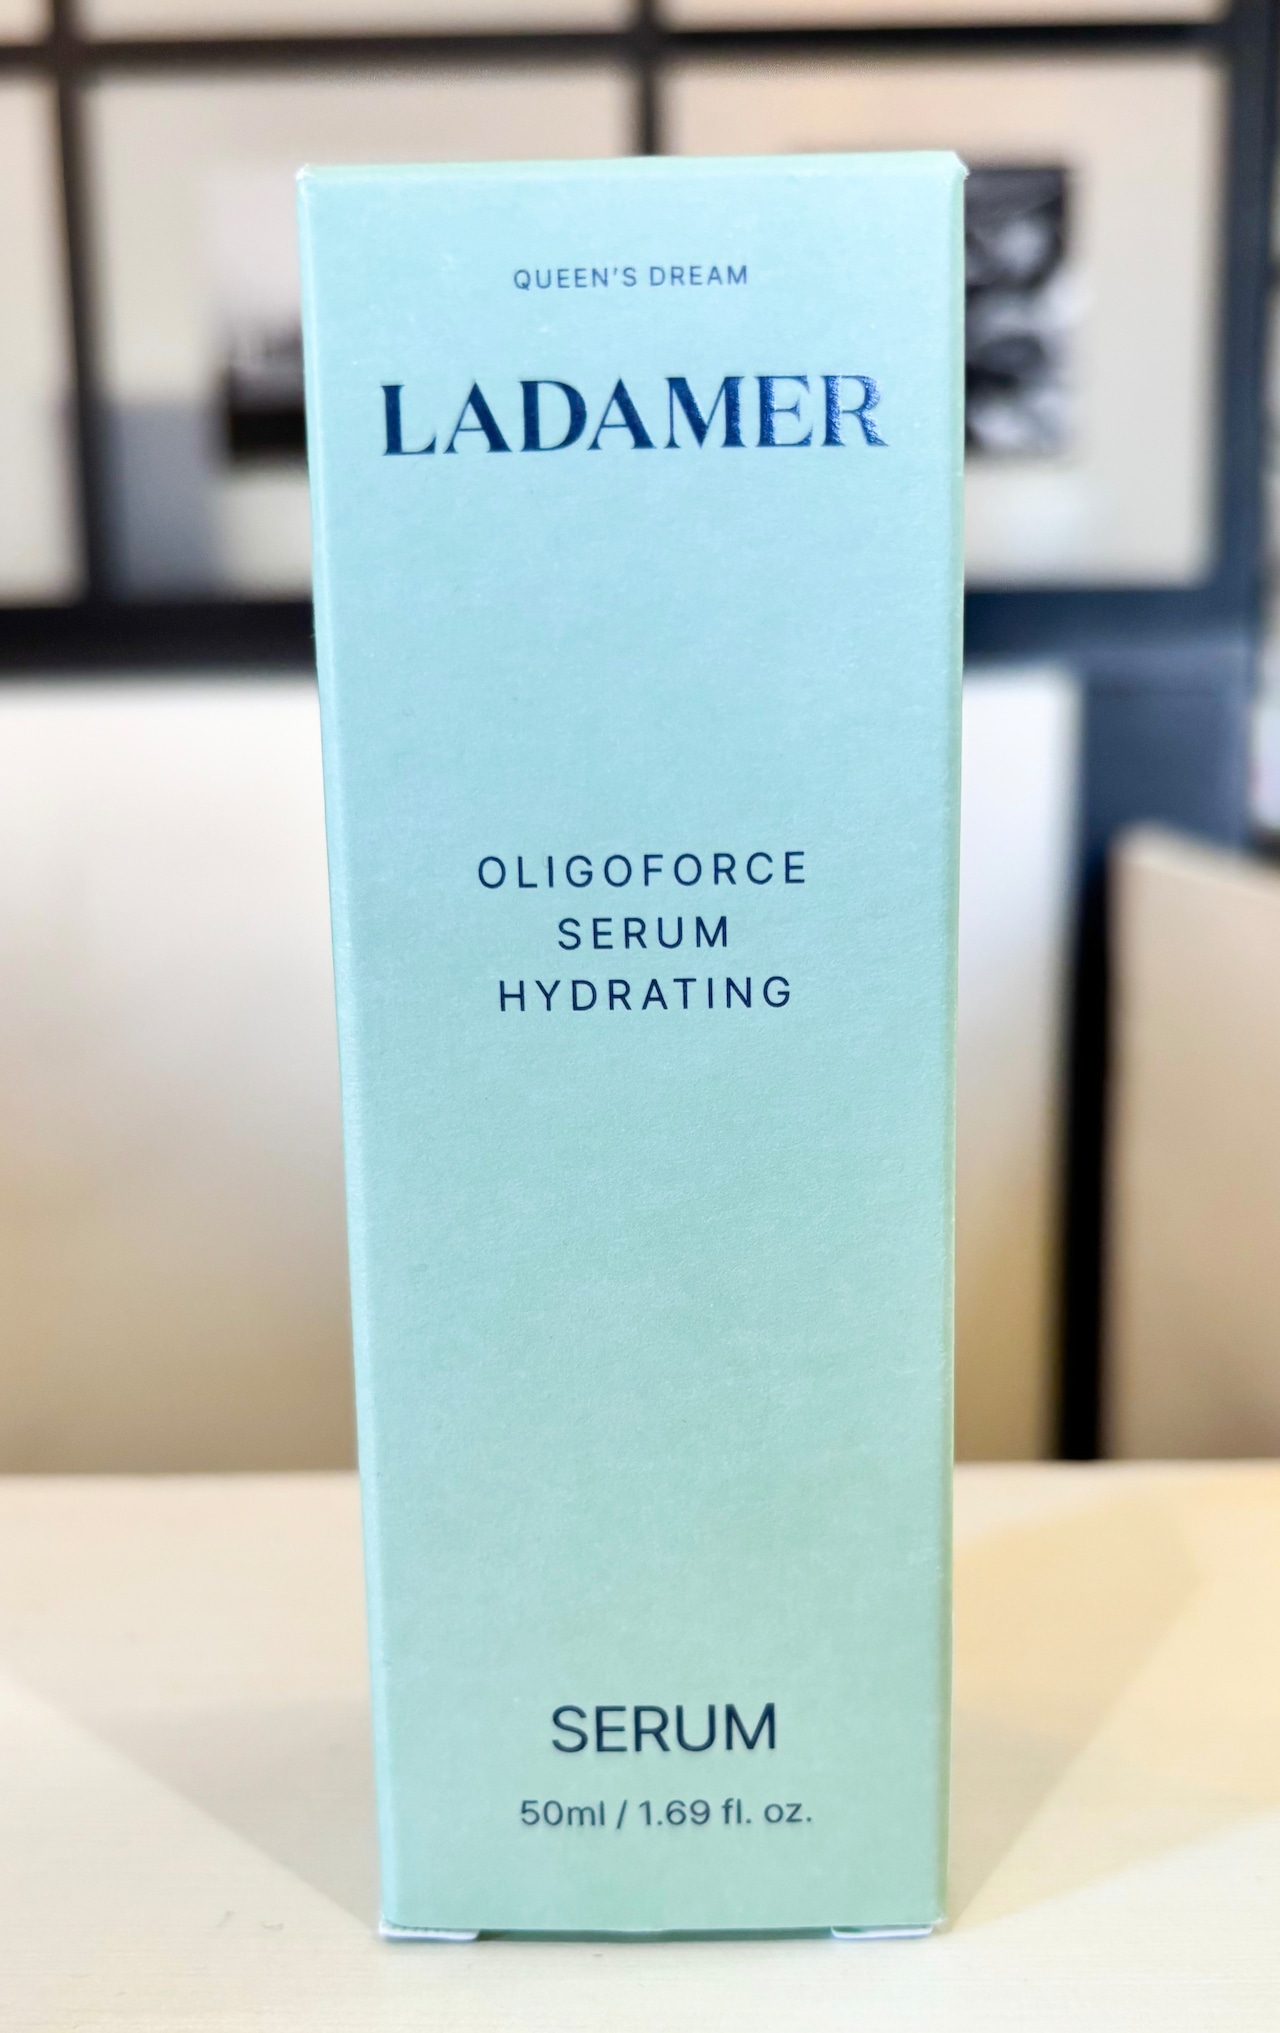 QUEEN'S DREAM
LADAMER
OLIGOFORCE
SERUM
HYDRATING
SERUM
50ml / 1.69 fl. oz.